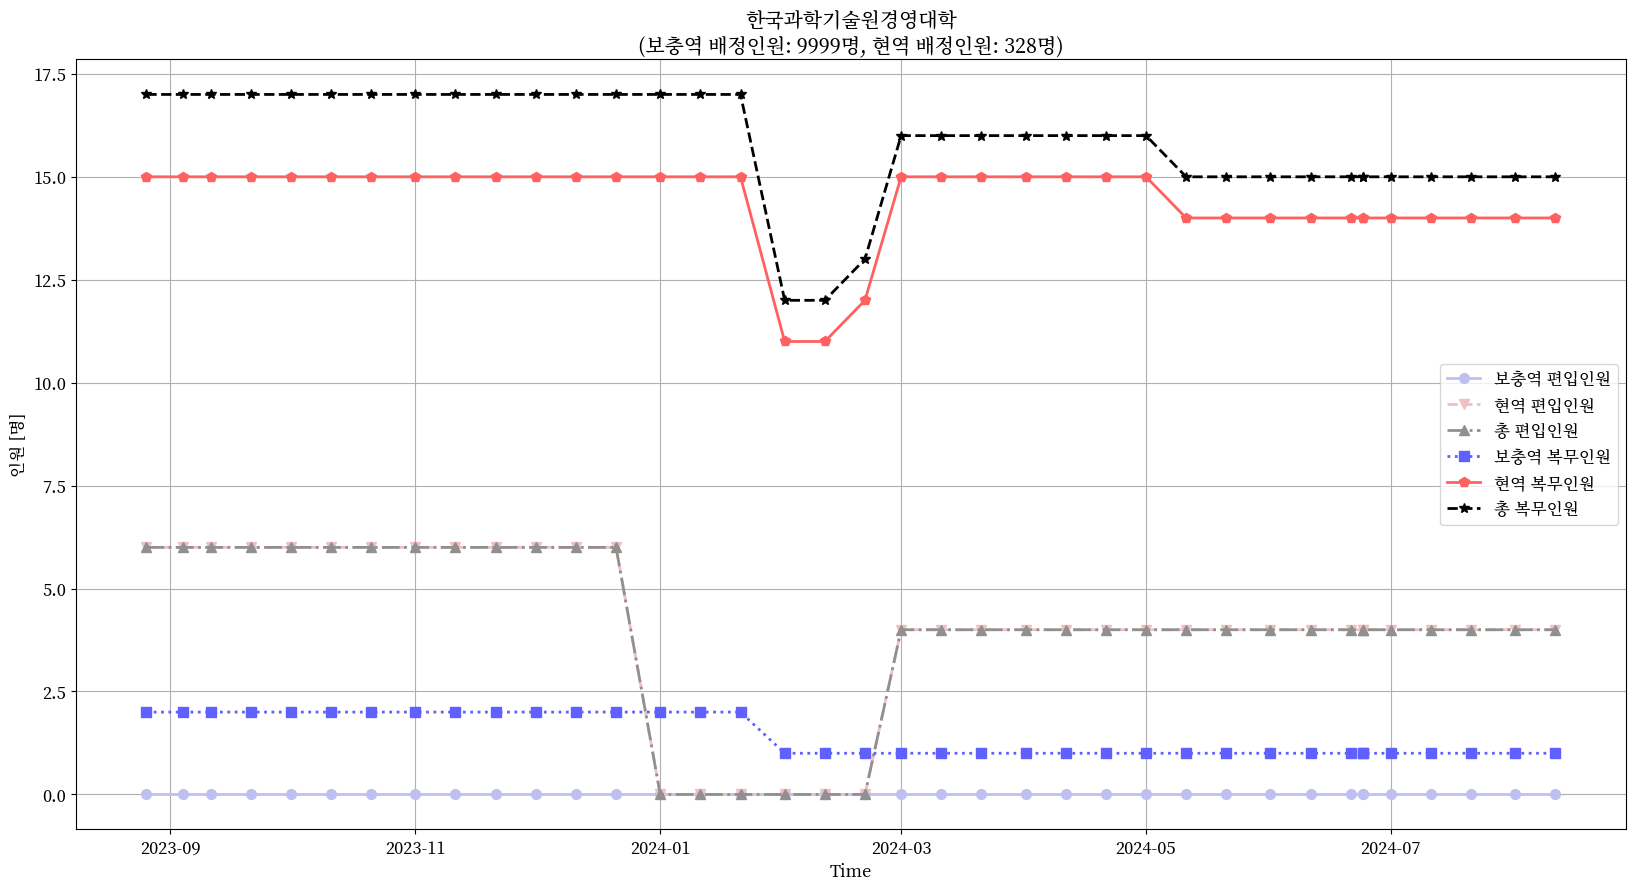 한국과학기술원경영대학
(보충역 배정인원: 9999명, 현역 배정인원: 328명)
17.5
15.0
12.5
10.0
7.5
5.0
2.5
0.0
인원 [명]
보충역 편입인원
현역 편입인원
총 편입인원
보충역 복무인원
현역 복무인원
총 복무인원
2023-09
2023-11
2024-01
2024-03
2024-05
2024-07
Time